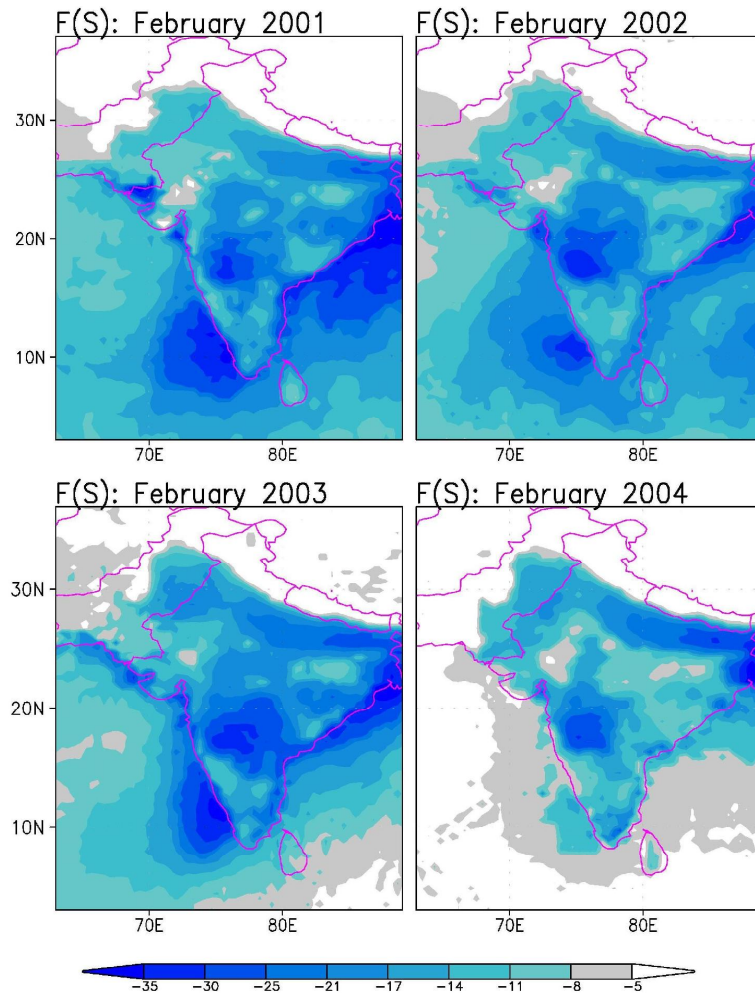 F(S): February 2001
F(S): February 2002
30N
20N
10N
70E
80E
70E
80E
F(S): February 2003
F(S): February 2004
30N
20N
10N
70E
80E
70E
80E
-35
-30
-25
-21
-17
-14
-11
-8
-5